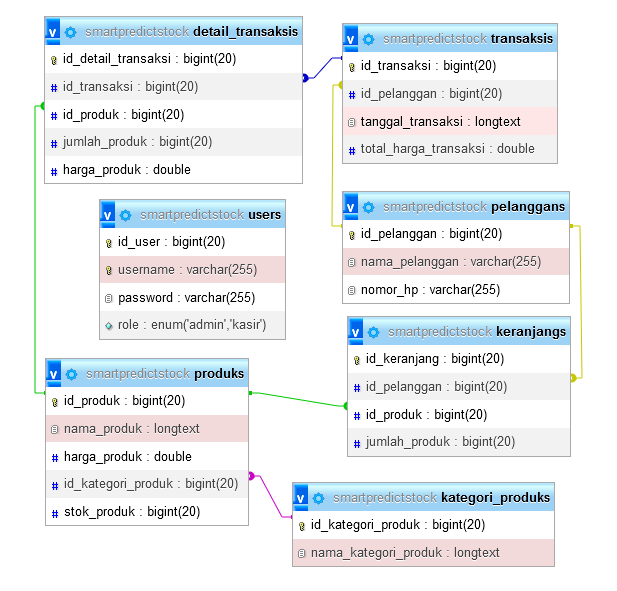 v smartpredictstock detail_transaksis
id_detail_transaksi : bigint(20)
# id_transaksi : bigint(20)
# id_produk : bigint(20)
# jumlah_produk : bigint(20)
# harga_produk : double
v smartpredictstock transaksis
id_transaksi : bigint(20)
# id_pelanggan : bigint(20)
tanggal_transaksi : longtext
# total_harga_transaksi : double
v smartpredictstock users
id_user : bigint(20)
username : varchar(255)
password : varchar(255)
role : enum('admin','kasir')
v smartpredictstock pelanggans
id_pelanggan : bigint(20)
nama_pelanggan : varchar(255)
nomor_hp : varchar(255)
v smartpredictstock keranjangs
id_keranjang : bigint(20)
# id_pelanggan : bigint(20)
# id_produk : bigint(20)
# jumlah_produk : bigint(20)
v smartpredictstock produks
id_produk : bigint(20)
nama_produk : longtext
# harga_produk : double
# id_kategori_produk : bigint(20)
# stok_produk : bigint(20)
v smartpredictstock kategori_produks
id_kategori_produk : bigint(20)
nama_kategori_produk : longtext